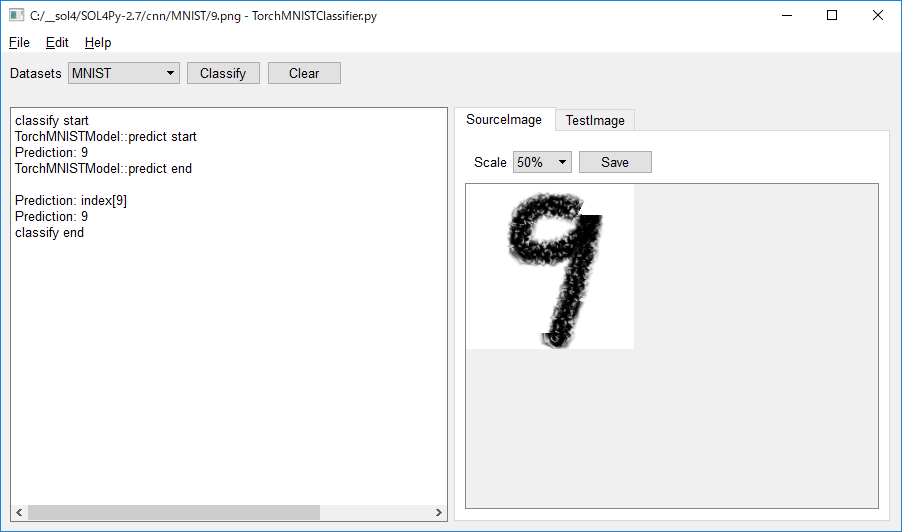 C:/__sol4/SOL4Py-2.7/cnn/MNIST/9.png - TorchMNISTClassifier.py
File Edit Help
Datasets MNIST Classify Clear
classify start
TorchMNISTModel::predict start
Prediction: 9
TorchMNISTModel::predict end
Prediction: index[9]
Prediction: 9
classify end
SourceImage TestImage
Scale 50% Save
9